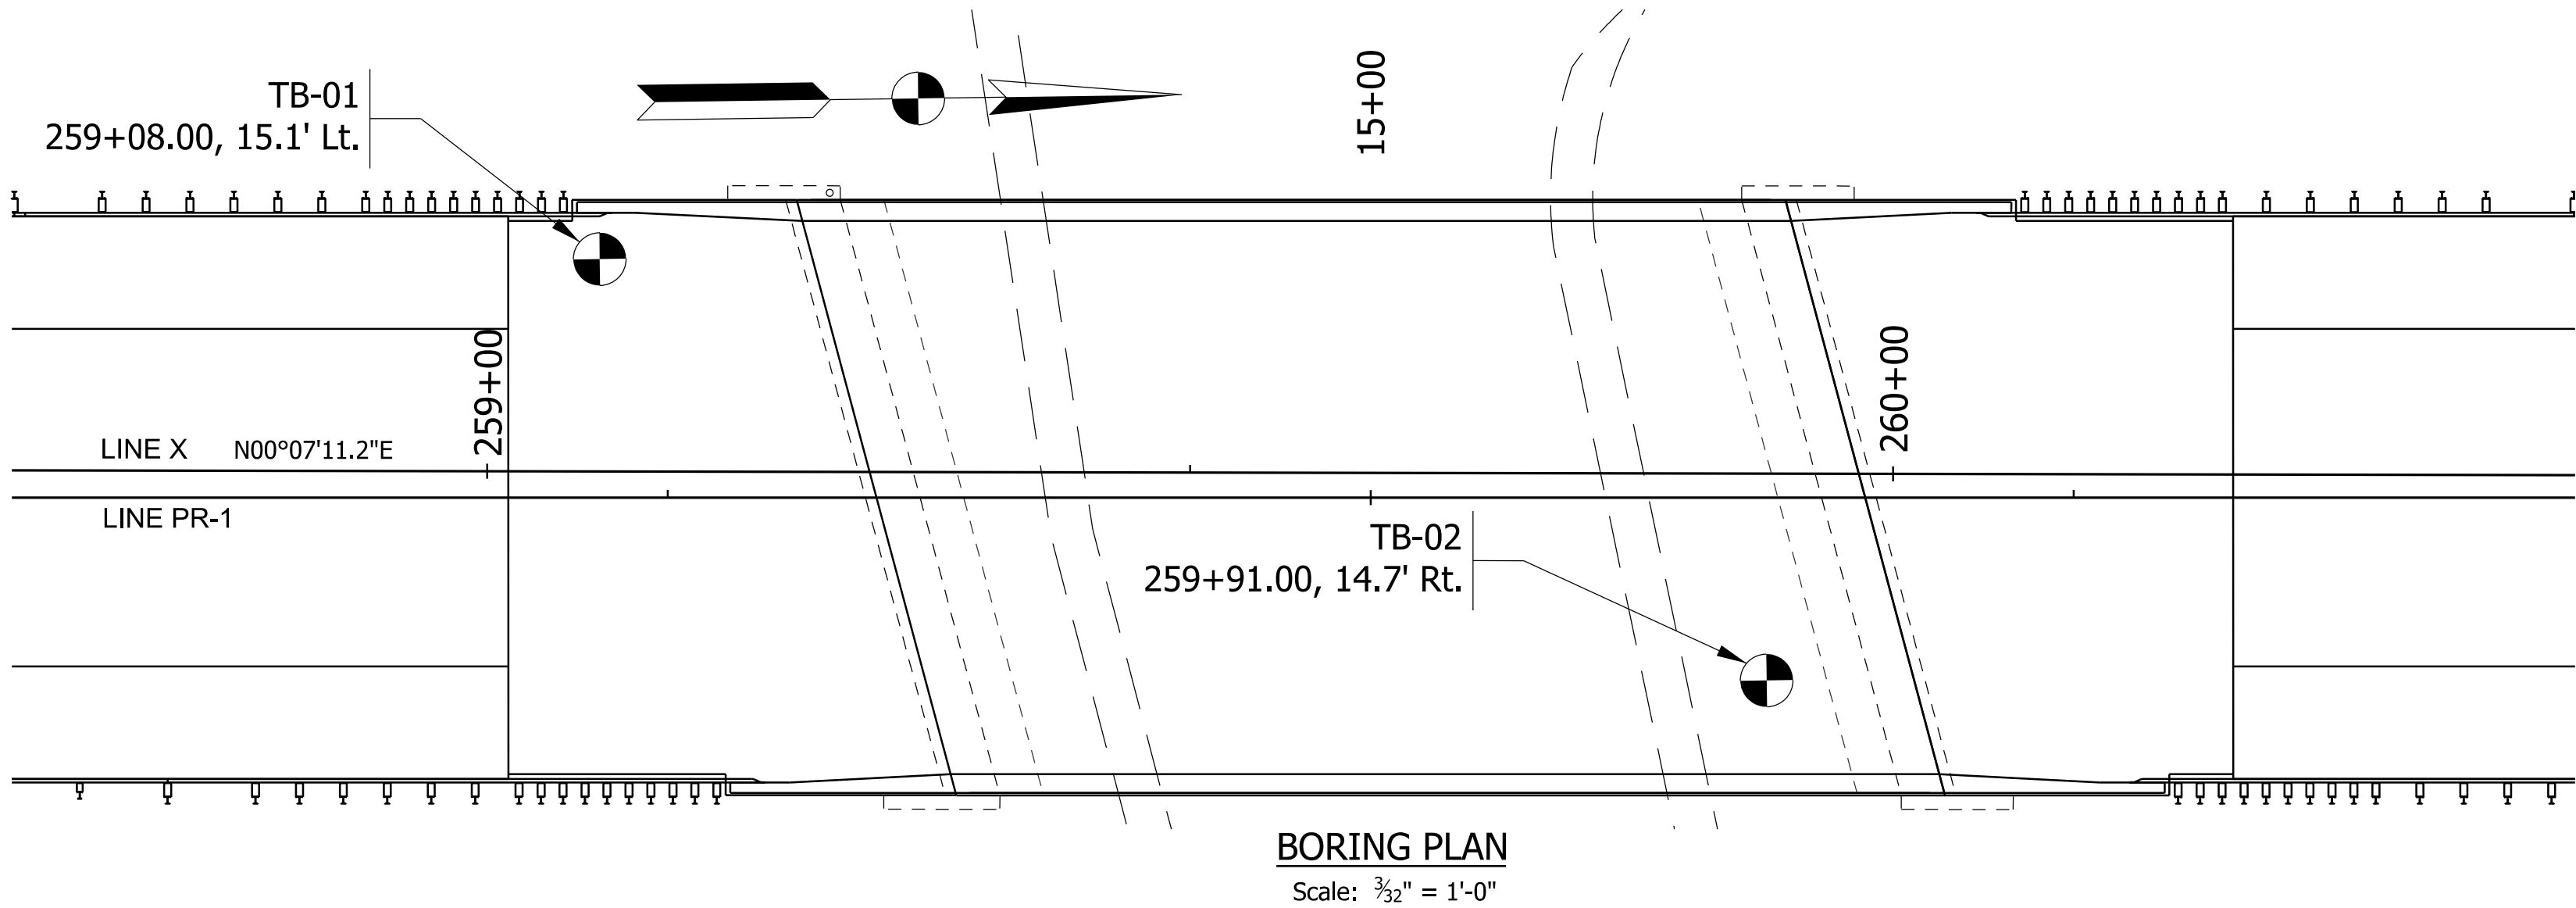 15+00
TB-01
259+08.00, 15.1' Lt.
259+00
260+00
LINE X N00°07'11.2"E
LINE PR-1
TB-02
259+91.00, 14.7' Rt.
BORING PLAN
Scale: 3/32" = 1'-0"